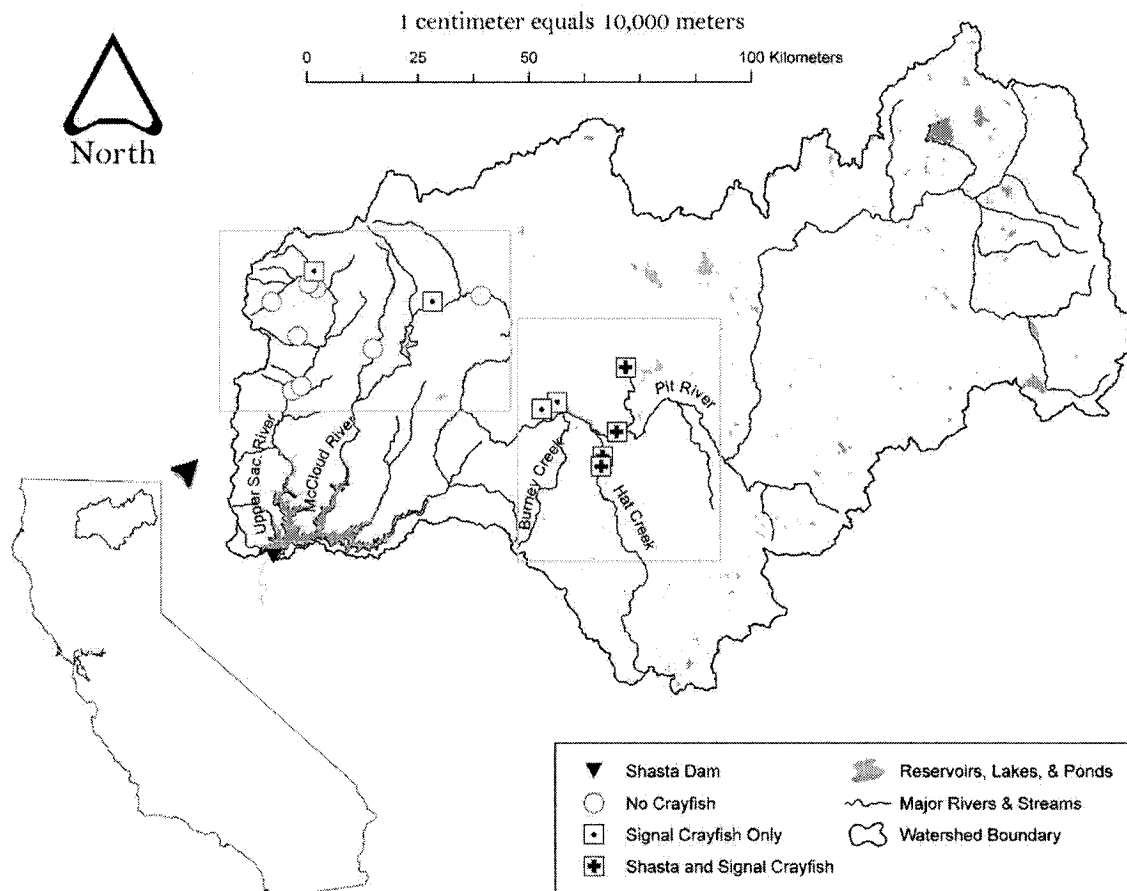 1 centimeter equals 10,000 meters
0 25 50 100 Kilometers
North
Upper Sac. River
McCloud River
Burney Creek
Hat Creek
Pit River
Shasta Dam
No Crayfish
Signal Crayfish Only
Shasta and Signal Crayfish
Reservoirs, Lakes, & Ponds
Major Rivers & Streams
Watershed Boundary